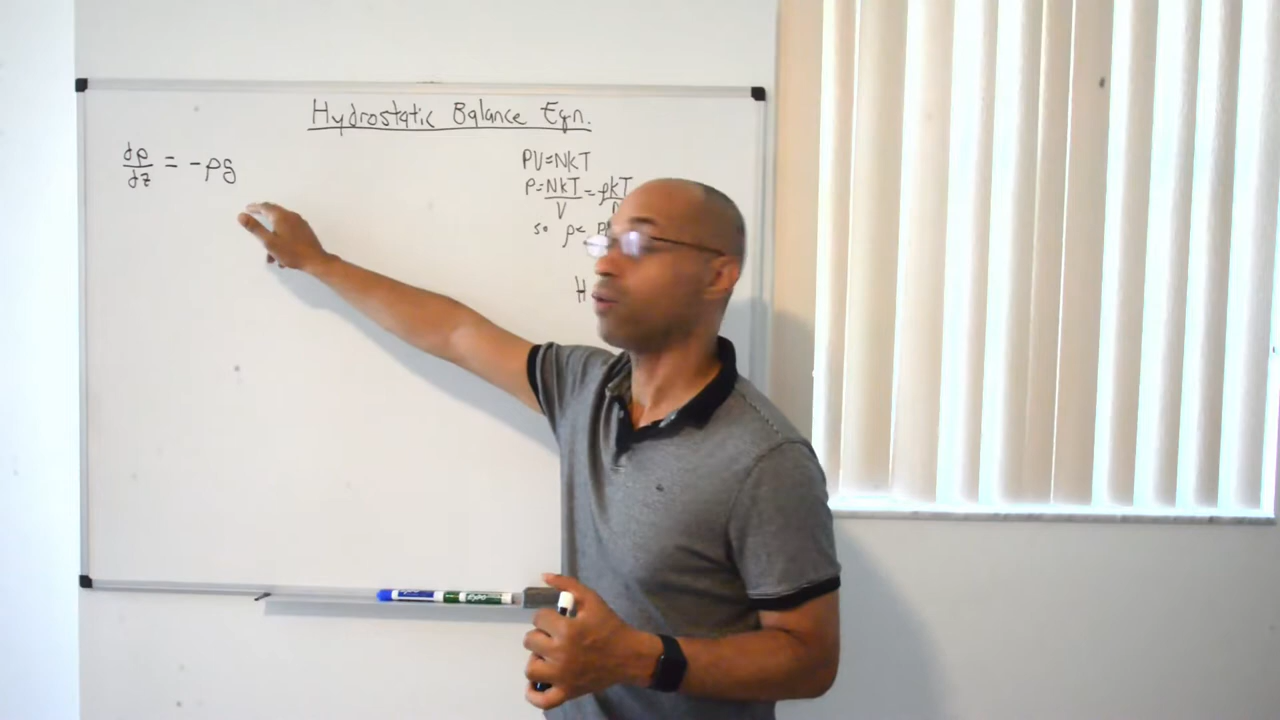 Hydrostatic Balance Eqn.
dp/dz = -ρg
PV=NkT
P=NkT/V=ρkT
so ρ=
H